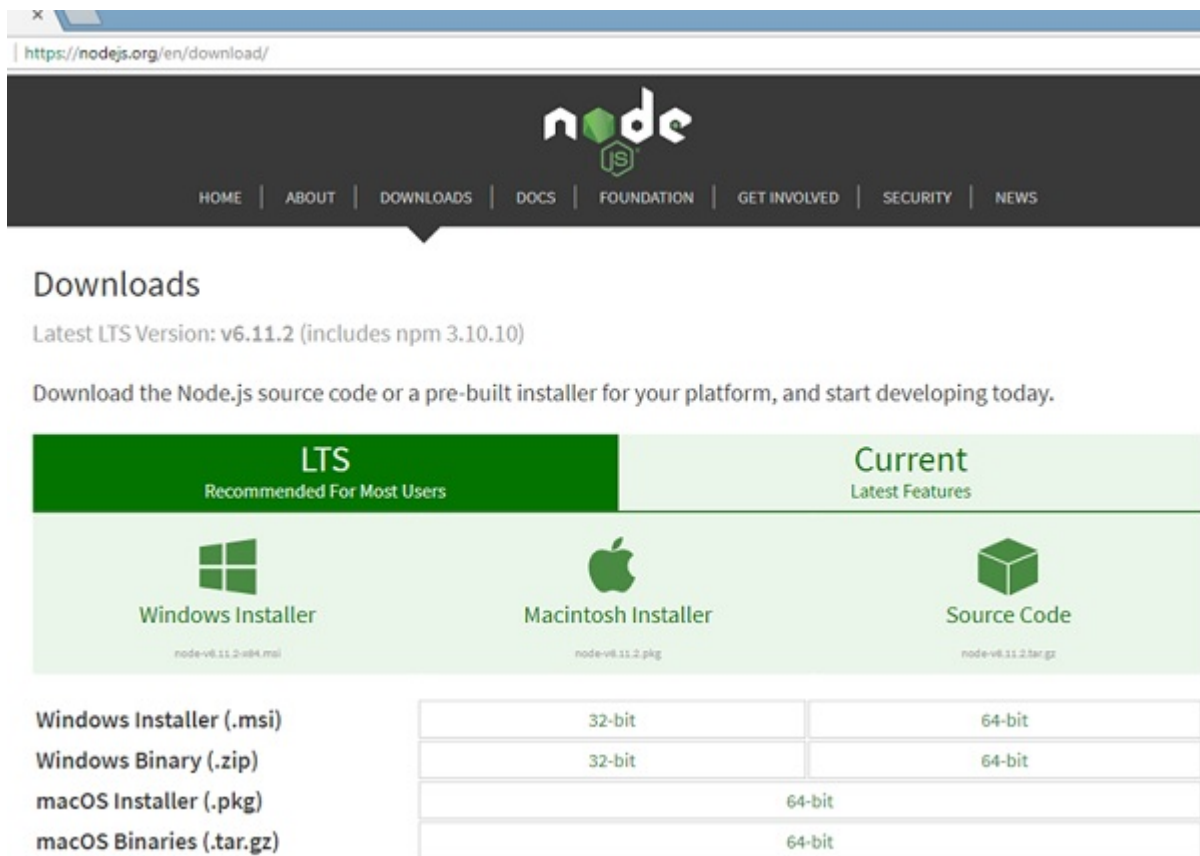 https://nodejs.org/en/download/
node
JS
HOME | ABOUT | DOWNLOADS | DOCS | FOUNDATION | GET INVOLVED | SECURITY | NEWS
Downloads
Latest LTS Version: v6.11.2 (includes npm 3.10.10)
Download the Node.js source code or a pre-built installer for your platform, and start developing today.
LTS Current
Recommended For Most Users Latest Features
Windows Installer Macintosh Installer Source Code
node-v6.11.2-x64.msi node-v6.11.2.pkg node-v6.11.2.tar.gz
Windows Installer (.msi) 32-bit 64-bit
Windows Binary (.zip) 32-bit 64-bit
macOS Installer (.pkg) 64-bit
macOS Binaries (.tar.gz) 64-bit